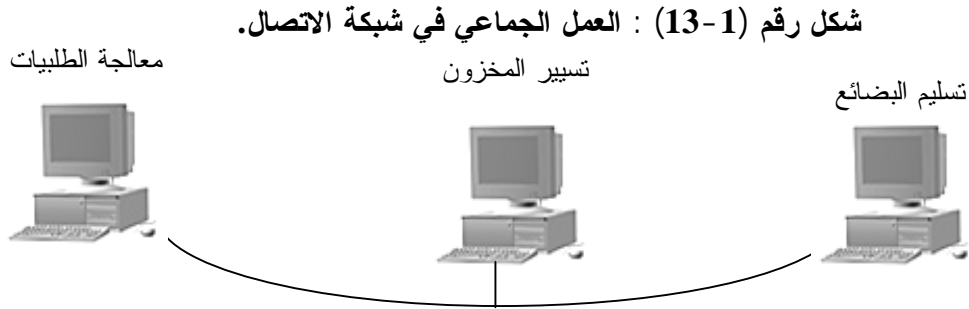 شكل رقم (1-13) : العمل الجماعي في شبكة الاتصال.
تسليم البضائع
تسيير المخزون
معالجة الطلبيات